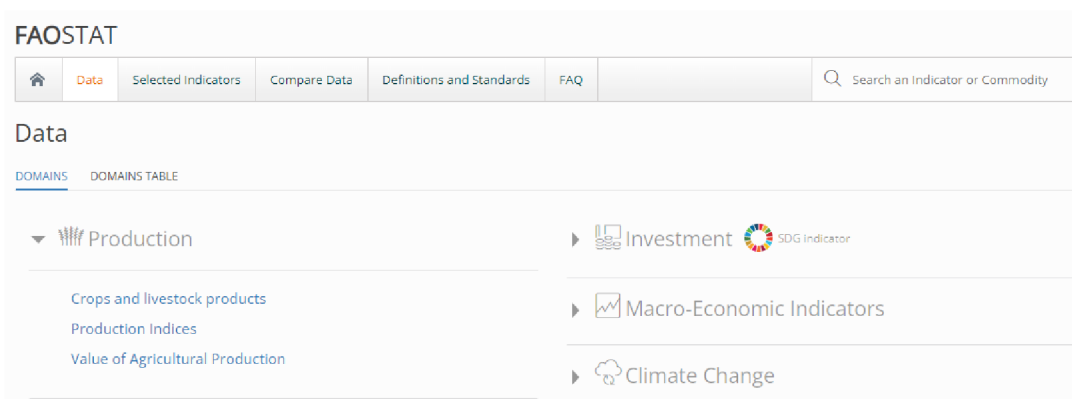 FAOSTAT
Data Selected Indicators Compare Data Definitions and Standards FAQ Search an Indicator or Commodity
Data
DOMAINS DOMAINS TABLE
Production
Crops and livestock products
Production Indices
Value of Agricultural Production
Investment SDG Indicator
Macro-Economic Indicators
Climate Change